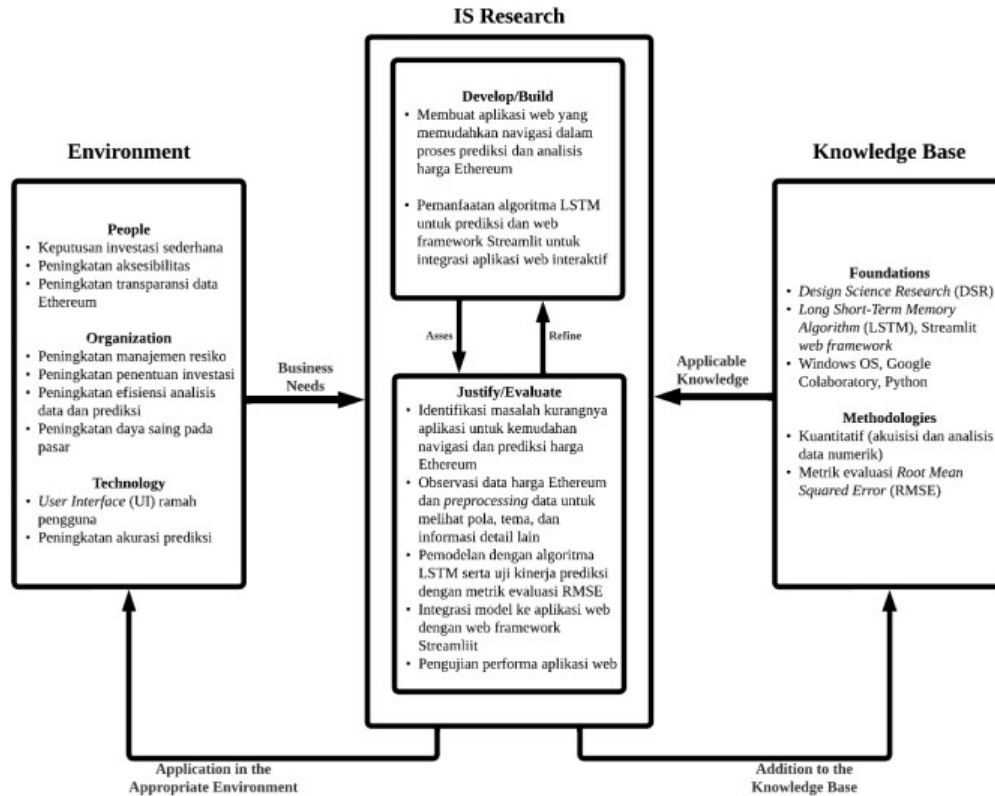 IS Research
Develop/Build
• Membuat aplikasi web yang
memudahkan navigasi dalam
proses prediksi dan analisis
harga Ethereum
• Pemanfaatan algoritma LSTM
untuk prediksi dan web
framework Streamlit untuk
integrasi aplikasi web interaktif
Environment
People
• Keputusan investasi sederhana
• Peningkatan aksesibilitas
• Peningkatan transparansi data
Ethereum
Organization
• Peningkatan manajemen resiko
• Peningkatan penentuan investasi
• Peningkatan efisiensi analisis
data dan prediksi
• Peningkatan daya saing pada
pasar
Technology
• User Interface (UI) ramah
pengguna
• Peningkatan akurasi prediksi
Business
Needs
Asses
Refine
Justify/Evaluate
• Identifikasi masalah kurangnya
aplikasi untuk kemudahan
navigasi dan prediksi harga
Ethereum
• Observasi data harga Ethereum
dan preprocessing data untuk
melihat pola, tema, dan
informasi detail lain
• Pemodelan dengan algoritma
LSTM serta uji kinerja prediksi
dengan metrik evaluasi RMSE
• Integrasi model ke aplikasi web
dengan web framework
Streamliit
• Pengujian performa aplikasi web
Applicable
Knowledge
Knowledge Base
Foundations
• Design Science Research (DSR)
• Long Short-Term Memory
Algorithm (LSTM), Streamlit
web framework
• Windows OS, Google
Colaboratory, Python
Methodologies
• Kuantitatif (akuisisi dan analisis
data numerik)
• Metrik evaluasi Root Mean
Squared Error (RMSE)
Application in the
Appropriate Environment
Addition to the
Knowledge Base